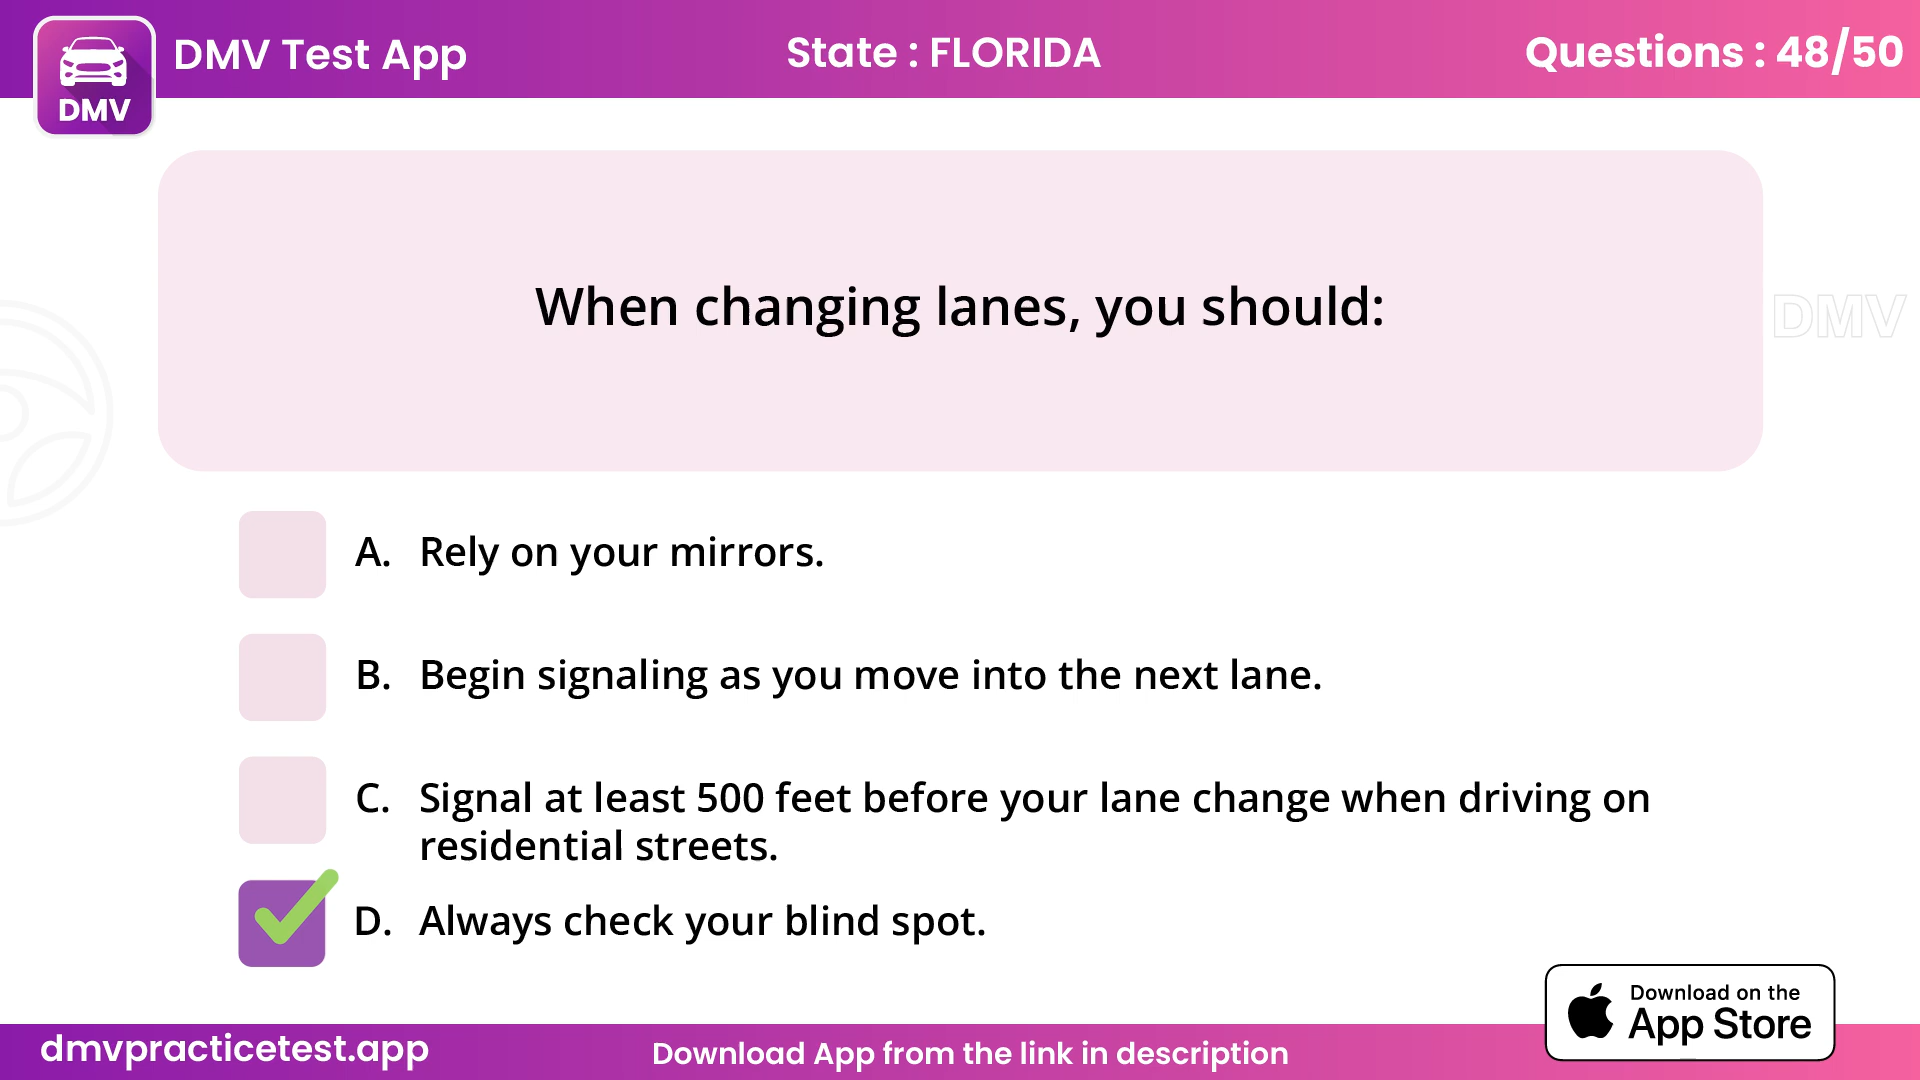 DMV
DMV Test App
State : FLORIDA
Questions : 48/50
When changing lanes, you should:
DMV
A. Rely on your mirrors.
B. Begin signaling as you move into the next lane.
C. Signal at least 500 feet before your lane change when driving on
residential streets.
D. Always check your blind spot.
Download on the
App Store
dmvpracticetest.app
Download App from the link in description